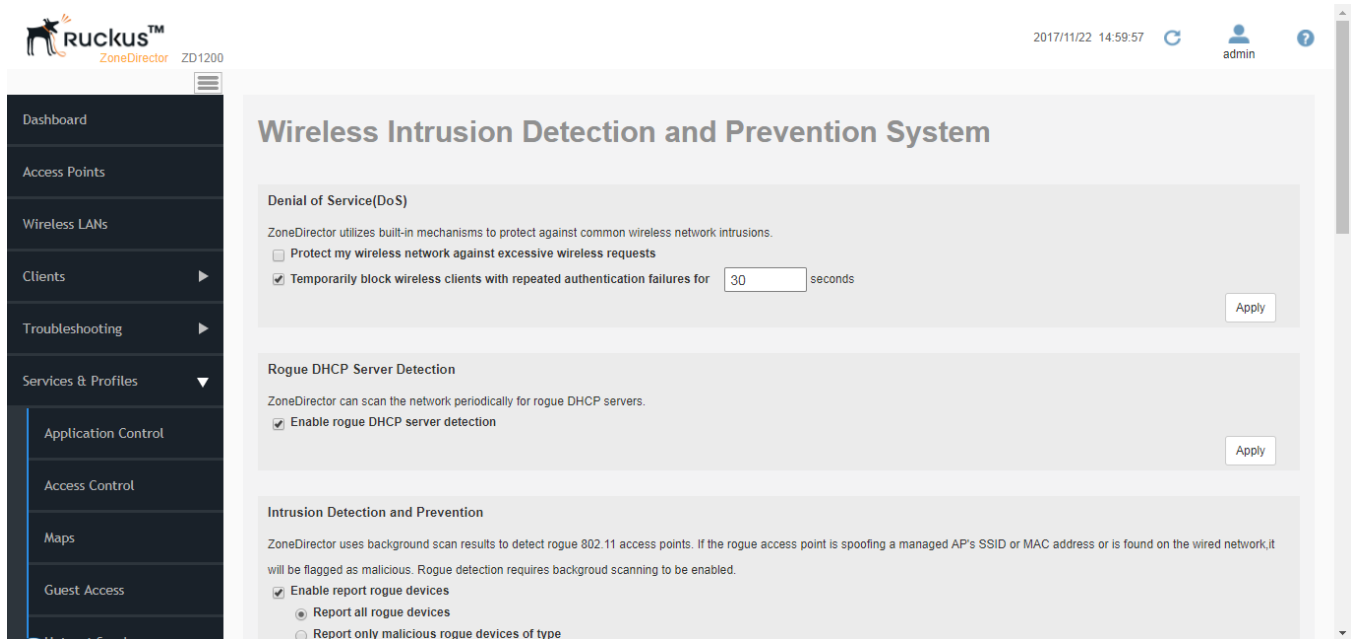 Ruckus™
ZoneDirector ZD1200
2017/11/22 14:59:57
admin
Dashboard
Access Points
Wireless LANs
Clients
Troubleshooting
Services & Profiles
Application Control
Access Control
Maps
Guest Access
Wireless Intrusion Detection and Prevention System
Denial of Service(DoS)
ZoneDirector utilizes built-in mechanisms to protect against common wireless network intrusions.
Protect my wireless network against excessive wireless requests
Temporarily block wireless clients with repeated authentication failures for 30 seconds
Apply
Rogue DHCP Server Detection
ZoneDirector can scan the network periodically for rogue DHCP servers.
Enable rogue DHCP server detection
Apply
Intrusion Detection and Prevention
ZoneDirector uses background scan results to detect rogue 802.11 access points. If the rogue access point is spoofing a managed AP's SSID or MAC address or is found on the wired network,it
will be flagged as malicious. Rogue detection requires backgroud scanning to be enabled.
Enable report rogue devices
Report all rogue devices
Report only malicious rogue devices of type